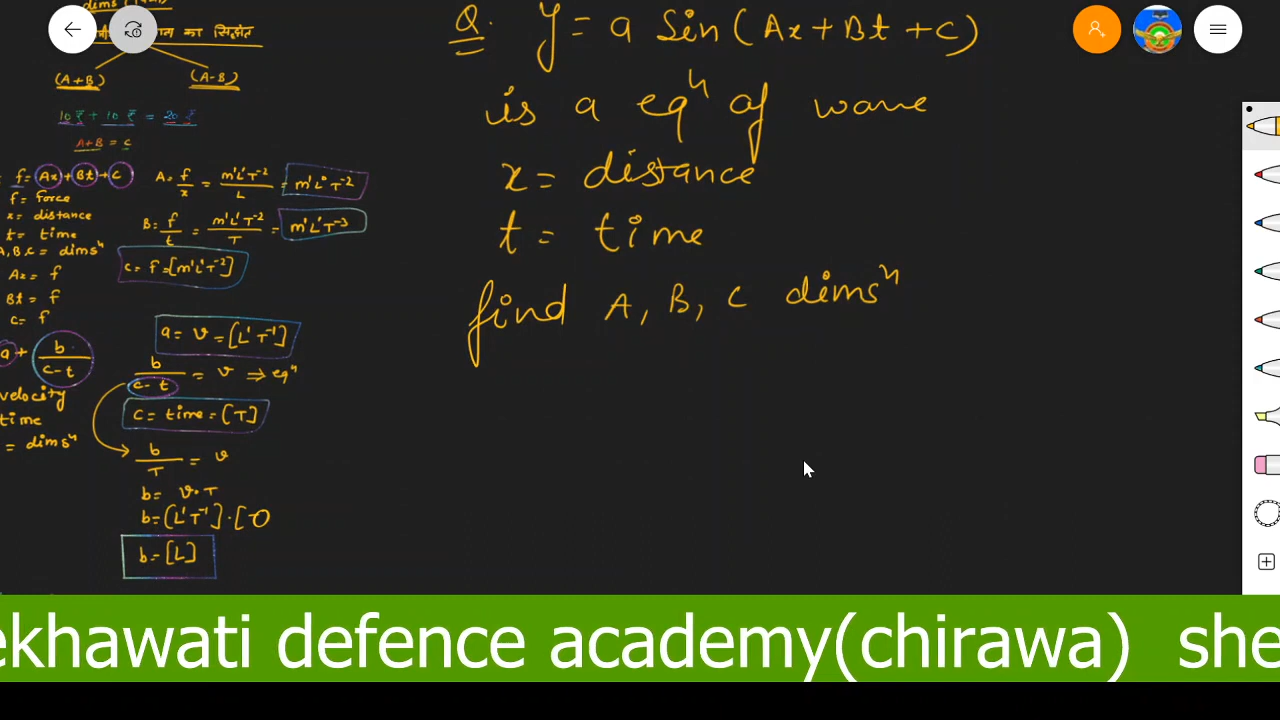 का सिद्धांत
(A+B) (A-B)
10 ₹ + 10 ₹ = 20 ₹
A+B = C
f = Ax + Bt + C
f = force
x = distance
t = time
A,B,C = dimsⁿ
Ax = f
Bt = f
C = f
A = f/x = m¹L¹T⁻²/L = m¹L⁰T⁻²
B = f/t = m¹L¹T⁻²/T = m¹L¹T⁻³
C = f = [m¹L¹T⁻²]
a + b/c-t
velocity
time
= dimsⁿ
a = v = [L¹T⁻¹]
b/c-t = v ⇒ eqⁿ
C = time = [T]
b/T = v
b = v·T
b = [L¹T⁻¹]·[T]
b = [L]
Q. y = a Sin (Ax + Bt + C)
is a eqⁿ of wave
x = distance
t = time
find A, B, C dimsⁿ
ekhawati defence academy(chirawa) she